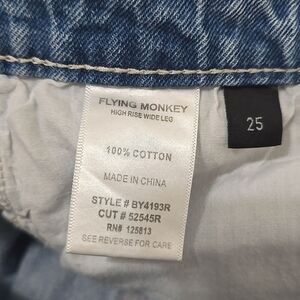 FLYING MONKEY
HIGH RISE WIDE LEG
100% COTTON
MADE IN CHINA
STYLE # BY4193R
CUT # 52545R
RN# 125813
SEE REVERSE FOR CARE
25